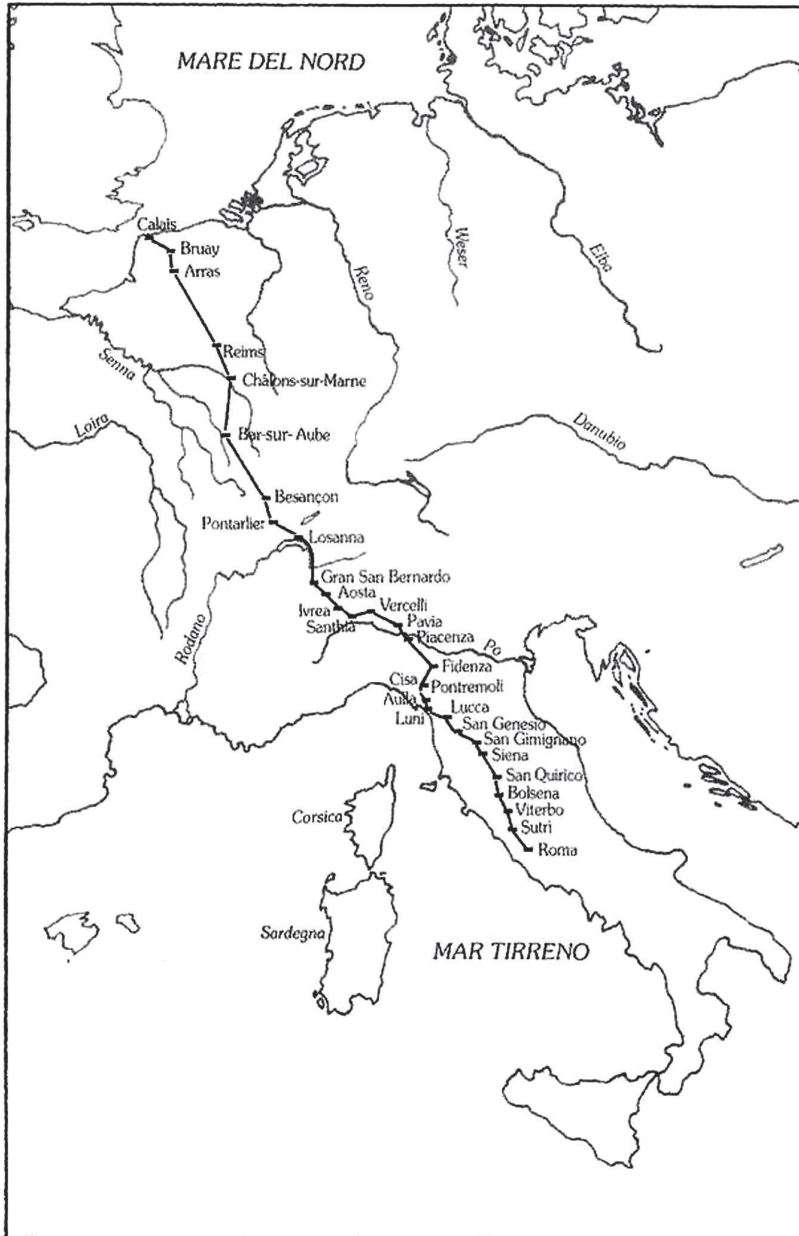 MARE DEL NORD
Calais
Bruay
Arras
Weser
Elba
Reno
Reims
Senna
Châlons-sur-Marne
Loira
Bar-sur-Aube
Danubio
Besançon
Pontarlier
Losanna
Gran San Bernardo
Aosta
Ivrea
Vercelli
Santhià
Pavia
Rodano
Piacenza
Po
Fidenza
Cisa
Pontremoli
Aulla
Lucca
Luni
San Genesio
San Gimignano
Siena
San Quirico
Bolsena
Corsica
Viterbo
Sutri
Roma
Sardegna
MAR TIRRENO